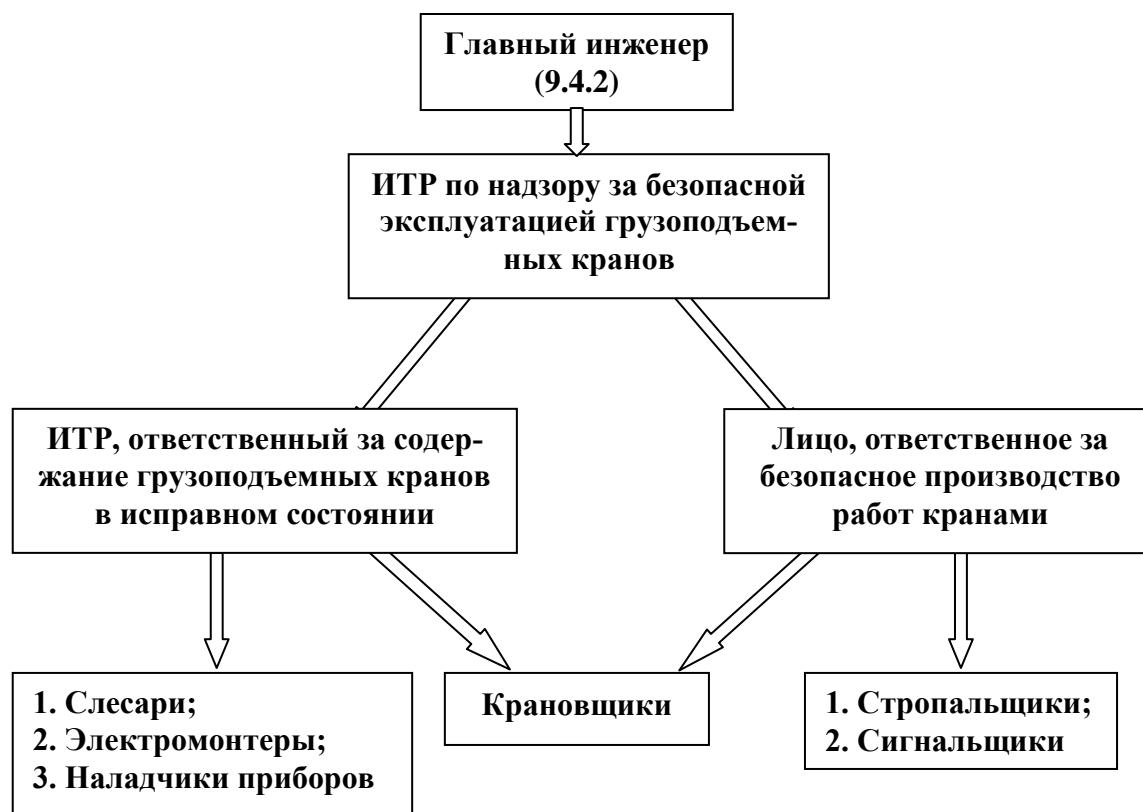 Главный инженер
(9.4.2)
ИТР по надзору за безопасной
эксплуатацией грузоподъем-
ных кранов
ИТР, ответственный за содер-
жание грузоподъемных кранов
в исправном состоянии
Лицо, ответственное за
безопасное производство
работ кранами
1. Слесари;
2. Электромонтеры;
3. Наладчики приборов
Крановщики
1. Стропальщики;
2. Сигнальщики